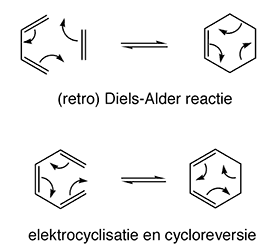 (retro) Diels-Alder reactie
elektrocyclisatie en cycloreversie